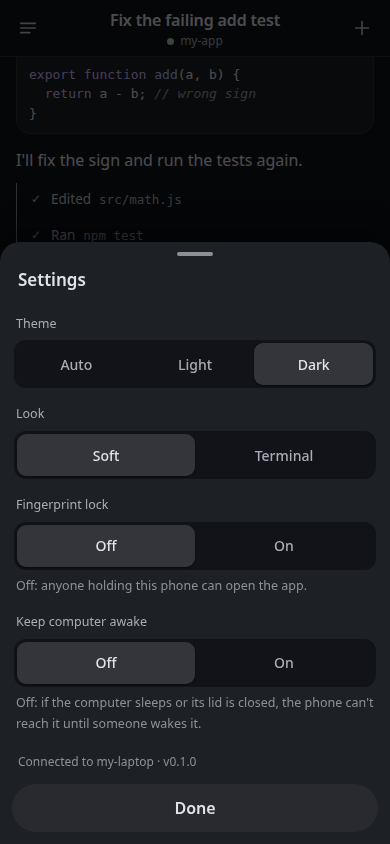 Fix the failing add test
my-app
export function add(a, b) {
return a - b; // wrong sign
}
I'll fix the sign and run the tests again.
✓ Edited src/math.js
✓ Ran npm test
Settings
Theme
Auto Light Dark
Look
Soft Terminal
Fingerprint lock
Off On
Off: anyone holding this phone can open the app.
Keep computer awake
Off On
Off: if the computer sleeps or its lid is closed, the phone can't
reach it until someone wakes it.
Connected to my-laptop · v0.1.0
Done